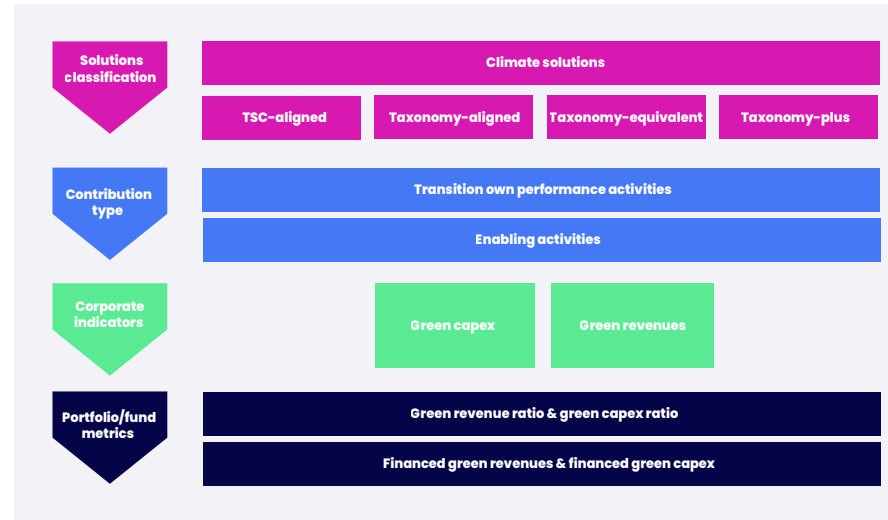 Solutions
classification
Climate solutions
TSC-aligned
Taxonomy-aligned
Taxonomy-equivalent
Taxonomy-plus
Contribution
type
Transition own performance activities
Enabling activities
Corporate
indicators
Green capex
Green revenues
Portfolio/fund
metrics
Green revenue ratio & green capex ratio
Financed green revenues & financed green capex